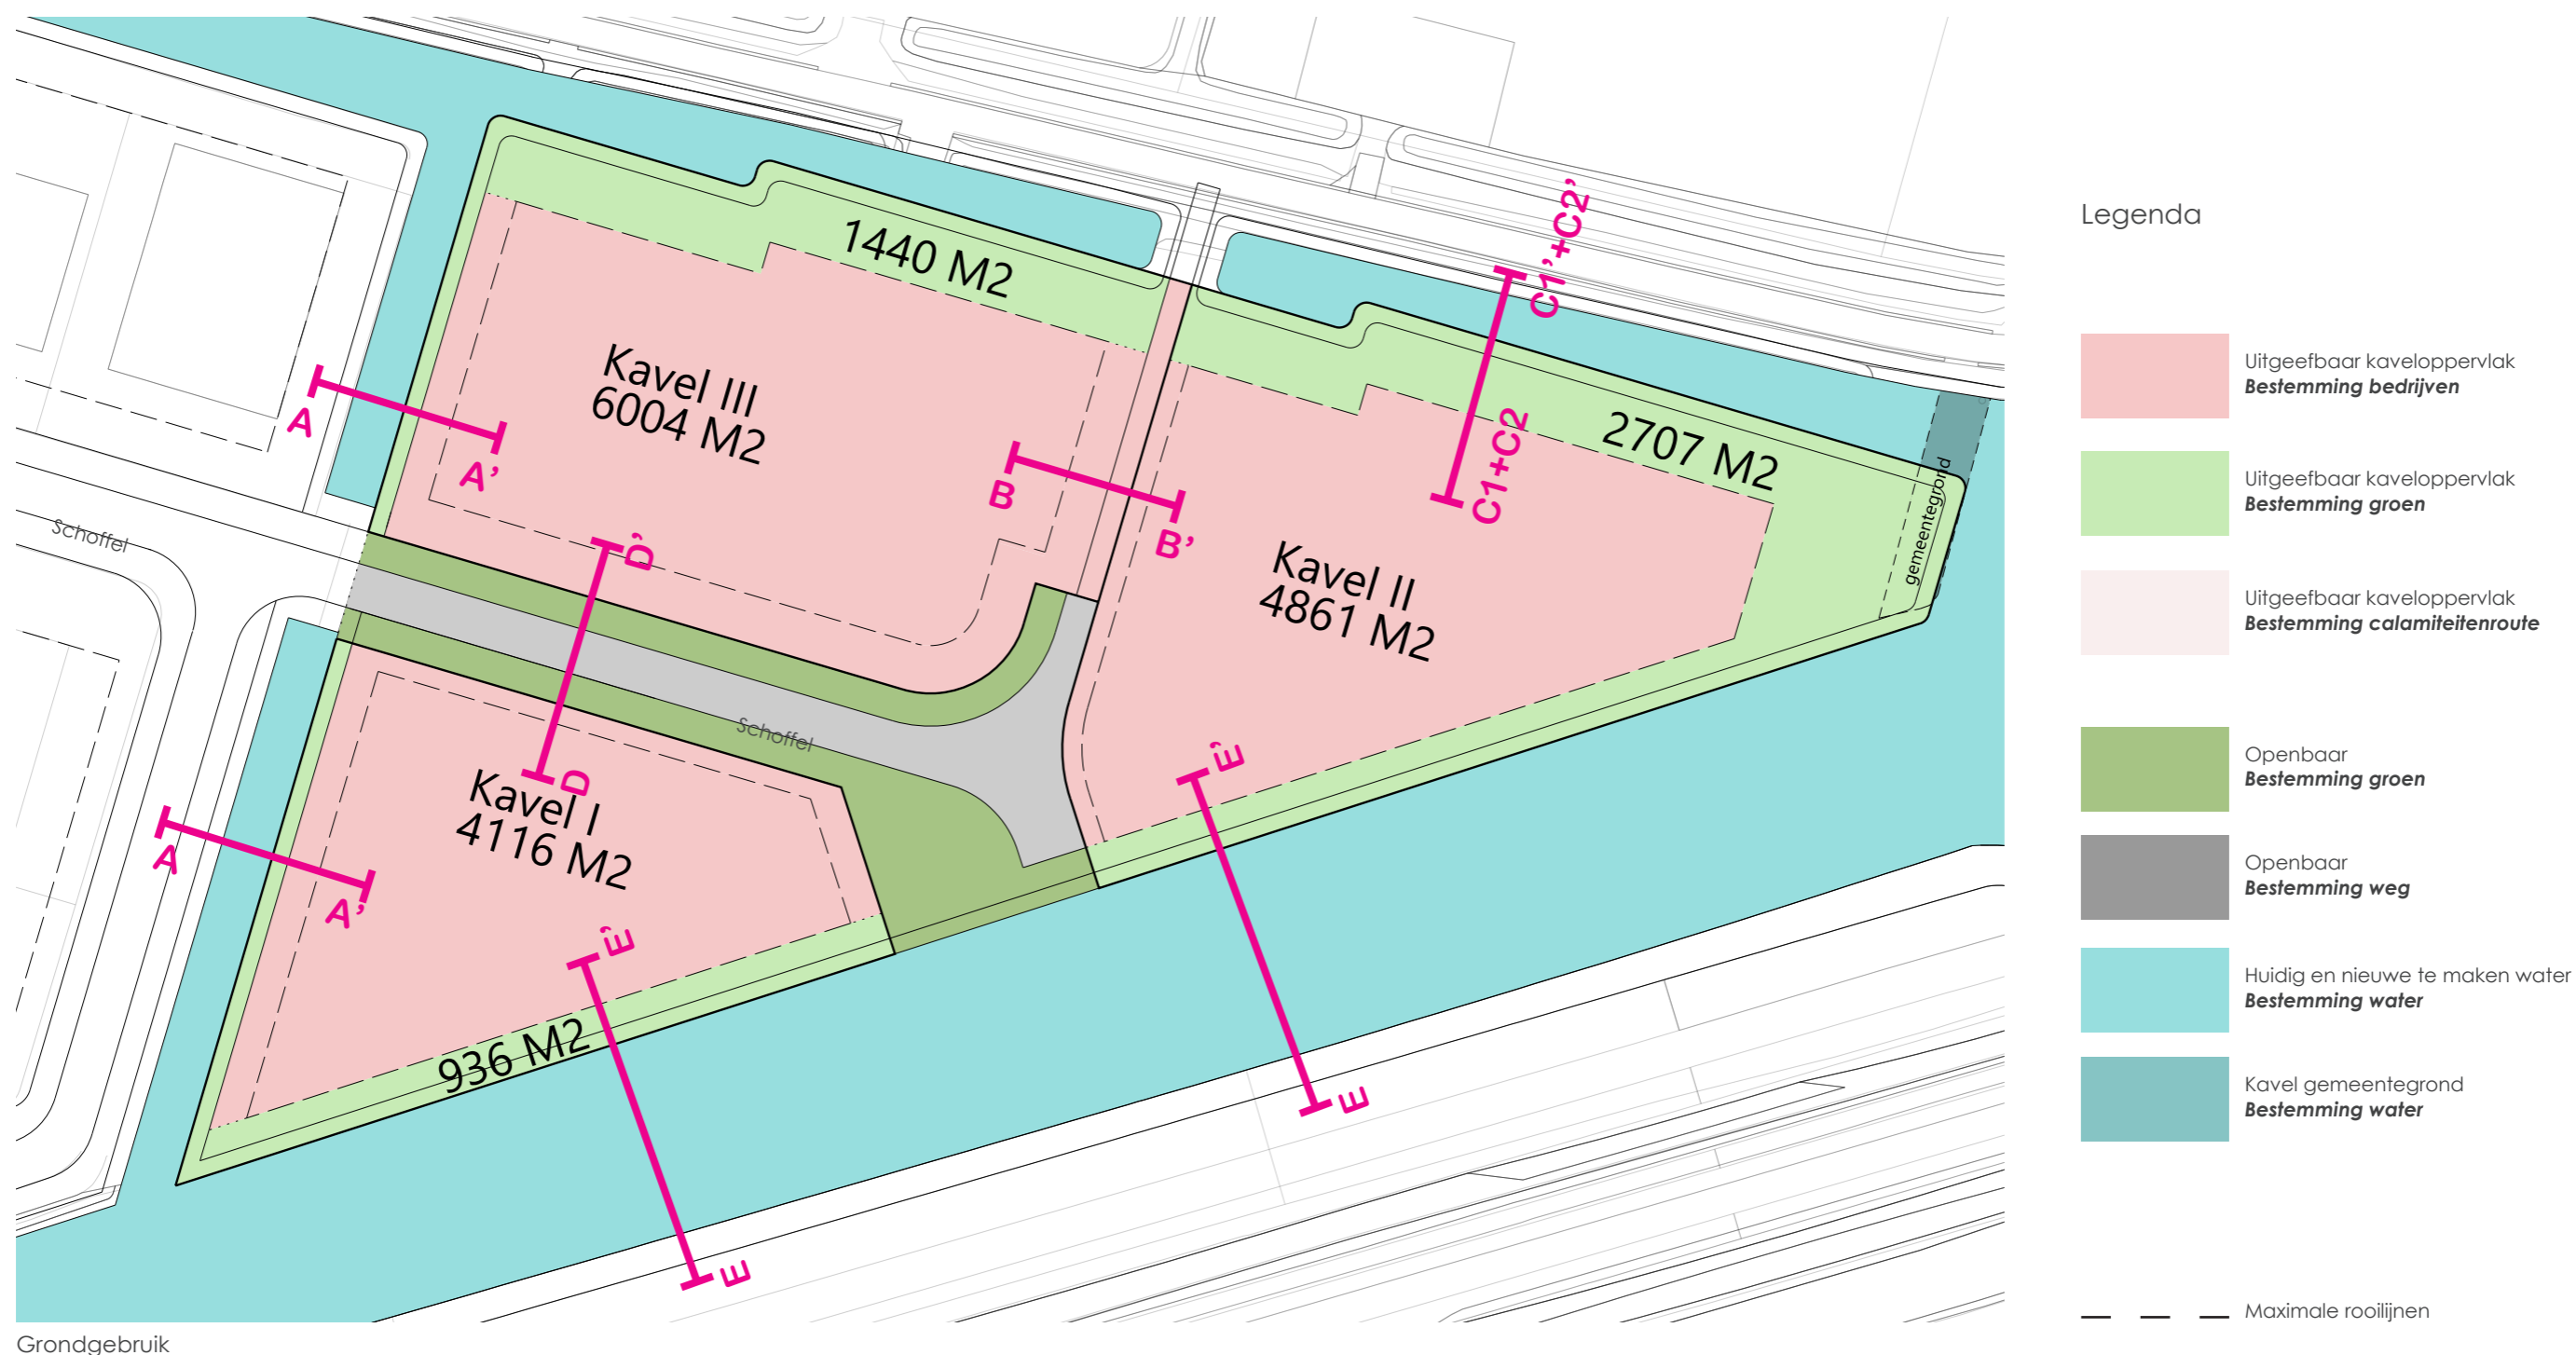 C1'+C2'
1440 M2
Kavel III
6004 M2
A
A'
B
B'
C1+C2
2707 M2
gemeentegrond
Schoffel
D'
Kavel II
4861 M2
Schoffel
D
Kavel I
4116 M2
A
A'
E'
E
E'
E
936 M2
Grondgebruik
Legenda
Uitgeefbaar kaveloppervlak
Bestemming bedrijven
Uitgeefbaar kaveloppervlak
Bestemming groen
Uitgeefbaar kaveloppervlak
Bestemming calamiteitenroute
Openbaar
Bestemming groen
Openbaar
Bestemming weg
Huidig en nieuwe te maken water
Bestemming water
Kavel gemeentegrond
Bestemming water
Maximale rooilijnen